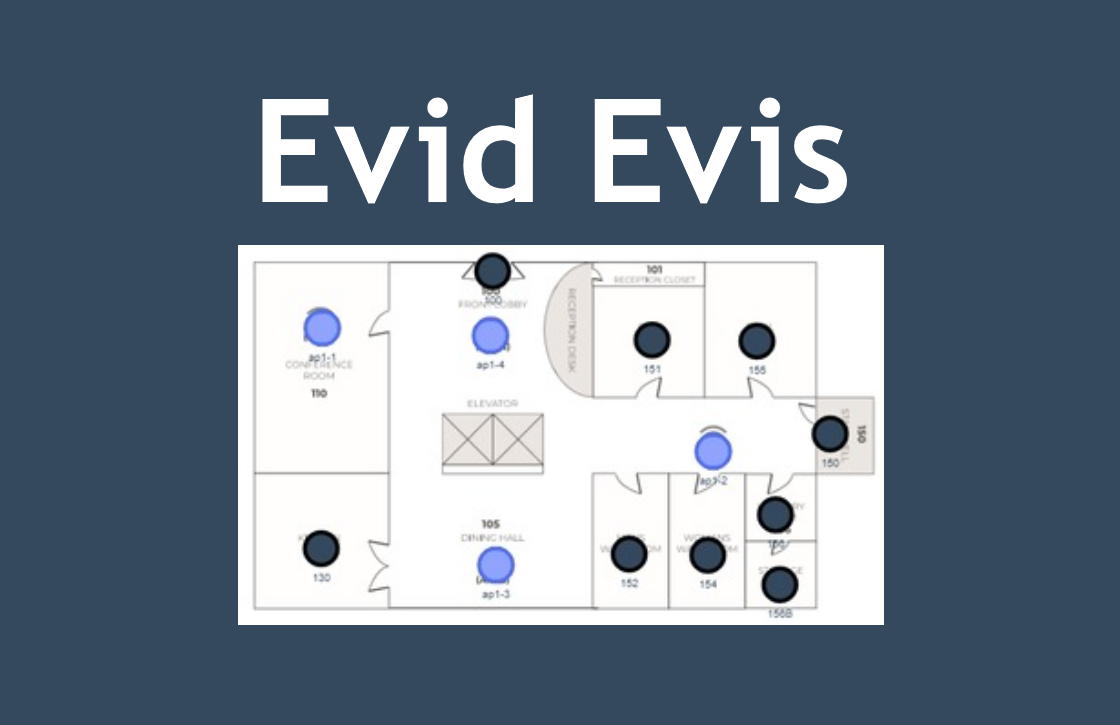 Evid Evis
101
RECEPTION CLOSET
100
FRONT LOBBY
RECEPTION DESK
ap1-1
ap1-4
CONFERENCE
ROOM
110
151
155
ELEVATOR
150
150
ap1-2
105
DINING HALL
130
ap1-3
152
154
156B